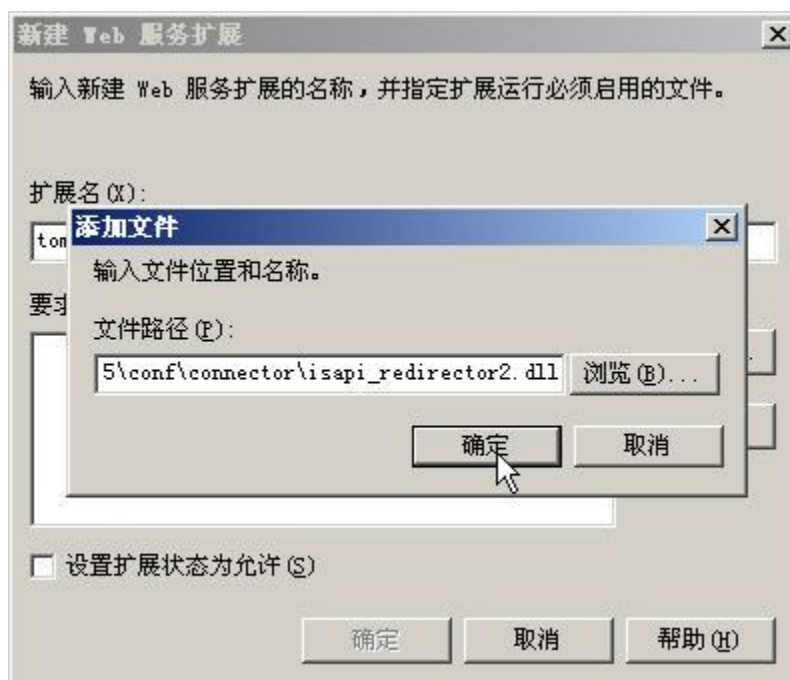 新建 Web 服务扩展
输入新建 Web 服务扩展的名称，并指定扩展运行必须启用的文件。
扩展名(X):
添加文件
输入文件位置和名称。
文件路径(P):
5\conf\connector\isapi_redirector2.dll
浏览(B)...
确定
取消
设置扩展状态为允许(S)
确定
取消
帮助(H)